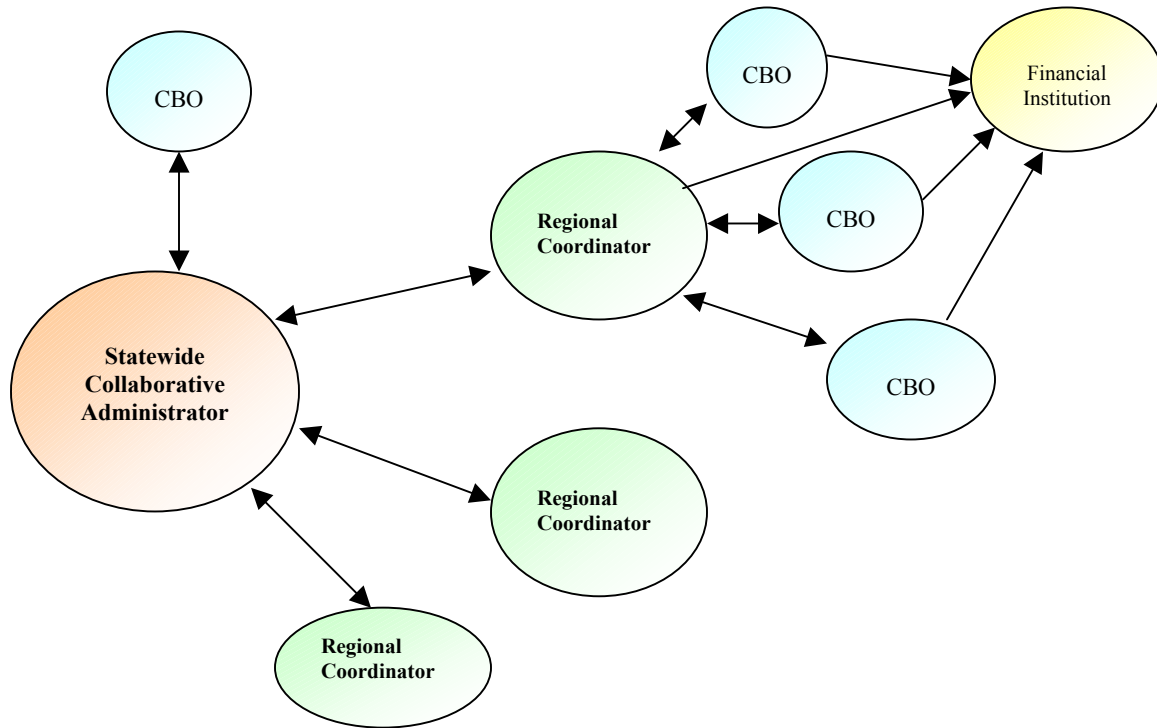 CBO
CBO
Financial
Institution
Regional
Coordinator
CBO
Statewide
Collaborative
Administrator
CBO
Regional
Coordinator
Regional
Coordinator